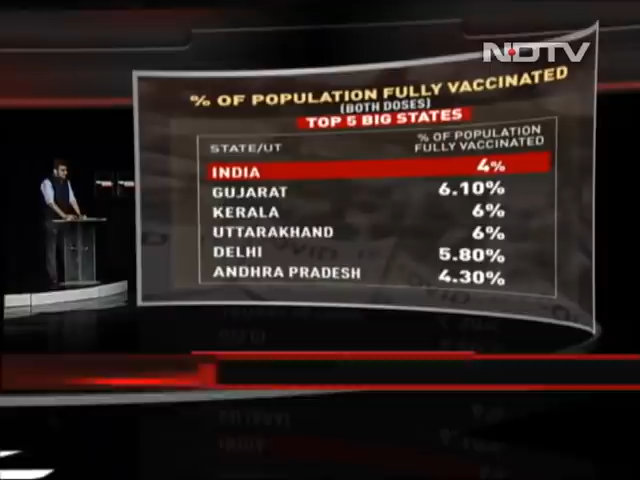 NDTV
% OF POPULATION FULLY VACCINATED
(BOTH DOSES)
TOP 5 BIG STATES
STATE/UT % OF POPULATION FULLY VACCINATED
INDIA 4%
GUJARAT 6.10%
KERALA 6%
UTTARAKHAND 6%
DELHI 5.80%
ANDHRA PRADESH 4.30%